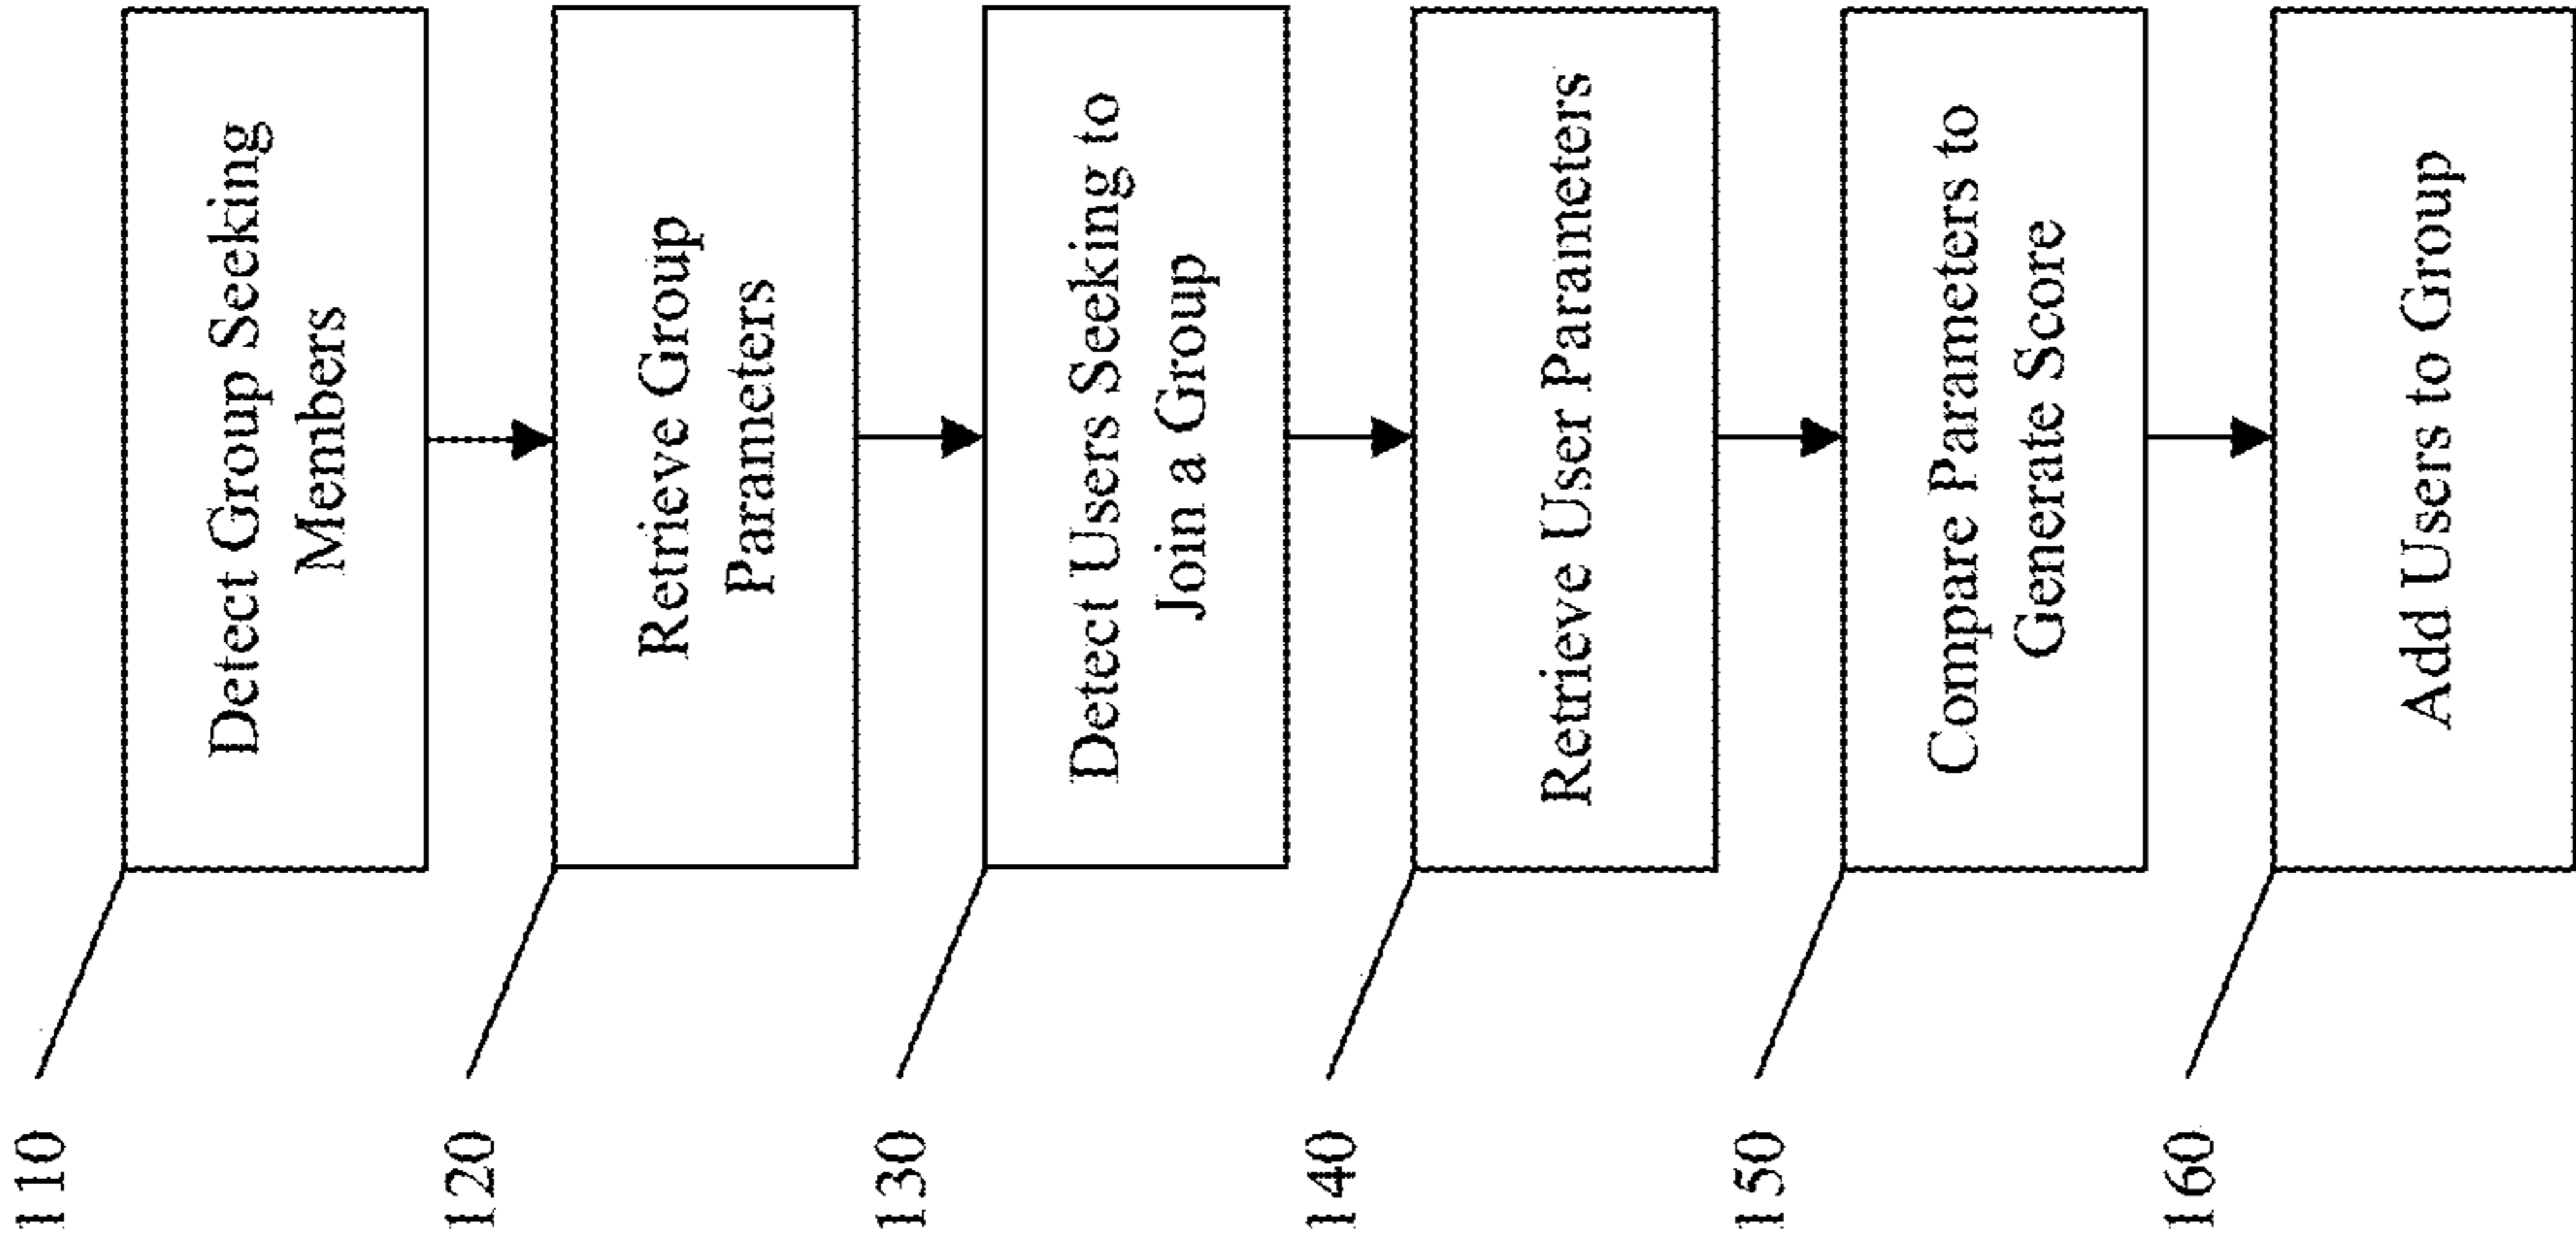 110
Detect Group Seeking
Members
120
Retrieve Group
Parameters
130
Detect Users Seeking to
Join a Group
140
Retrieve User Parameters
150
Compare Parameters to
Generate Score
160
Add Users to Group